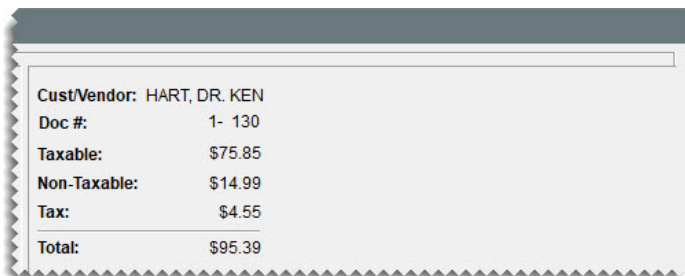 Cust/Vendor: HART, DR. KEN
Doc #: 1- 130
Taxable: $75.85
Non-Taxable: $14.99
Tax: $4.55
Total: $95.39